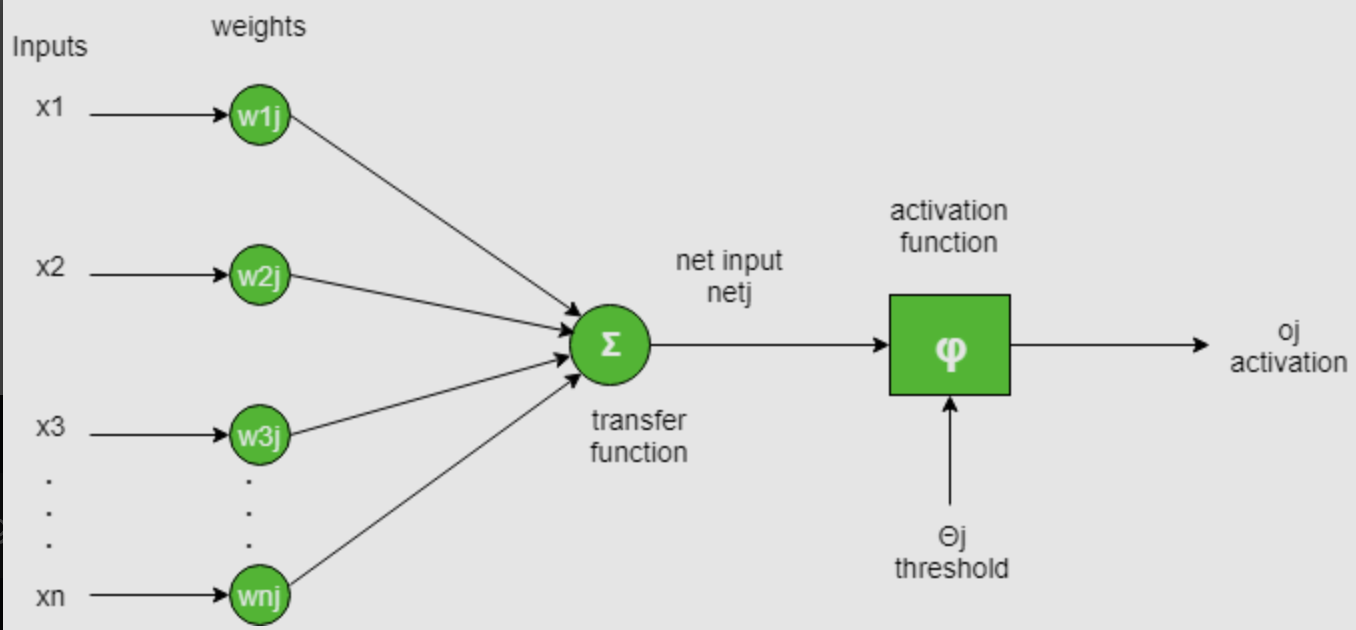 Inputs
weights
x1
w1j
x2
w2j
x3
w3j
.
.
.
.
.
.
xn
wnj
Σ
transfer
function
net input
netj
activation
function
φ
Θj
threshold
oj
activation